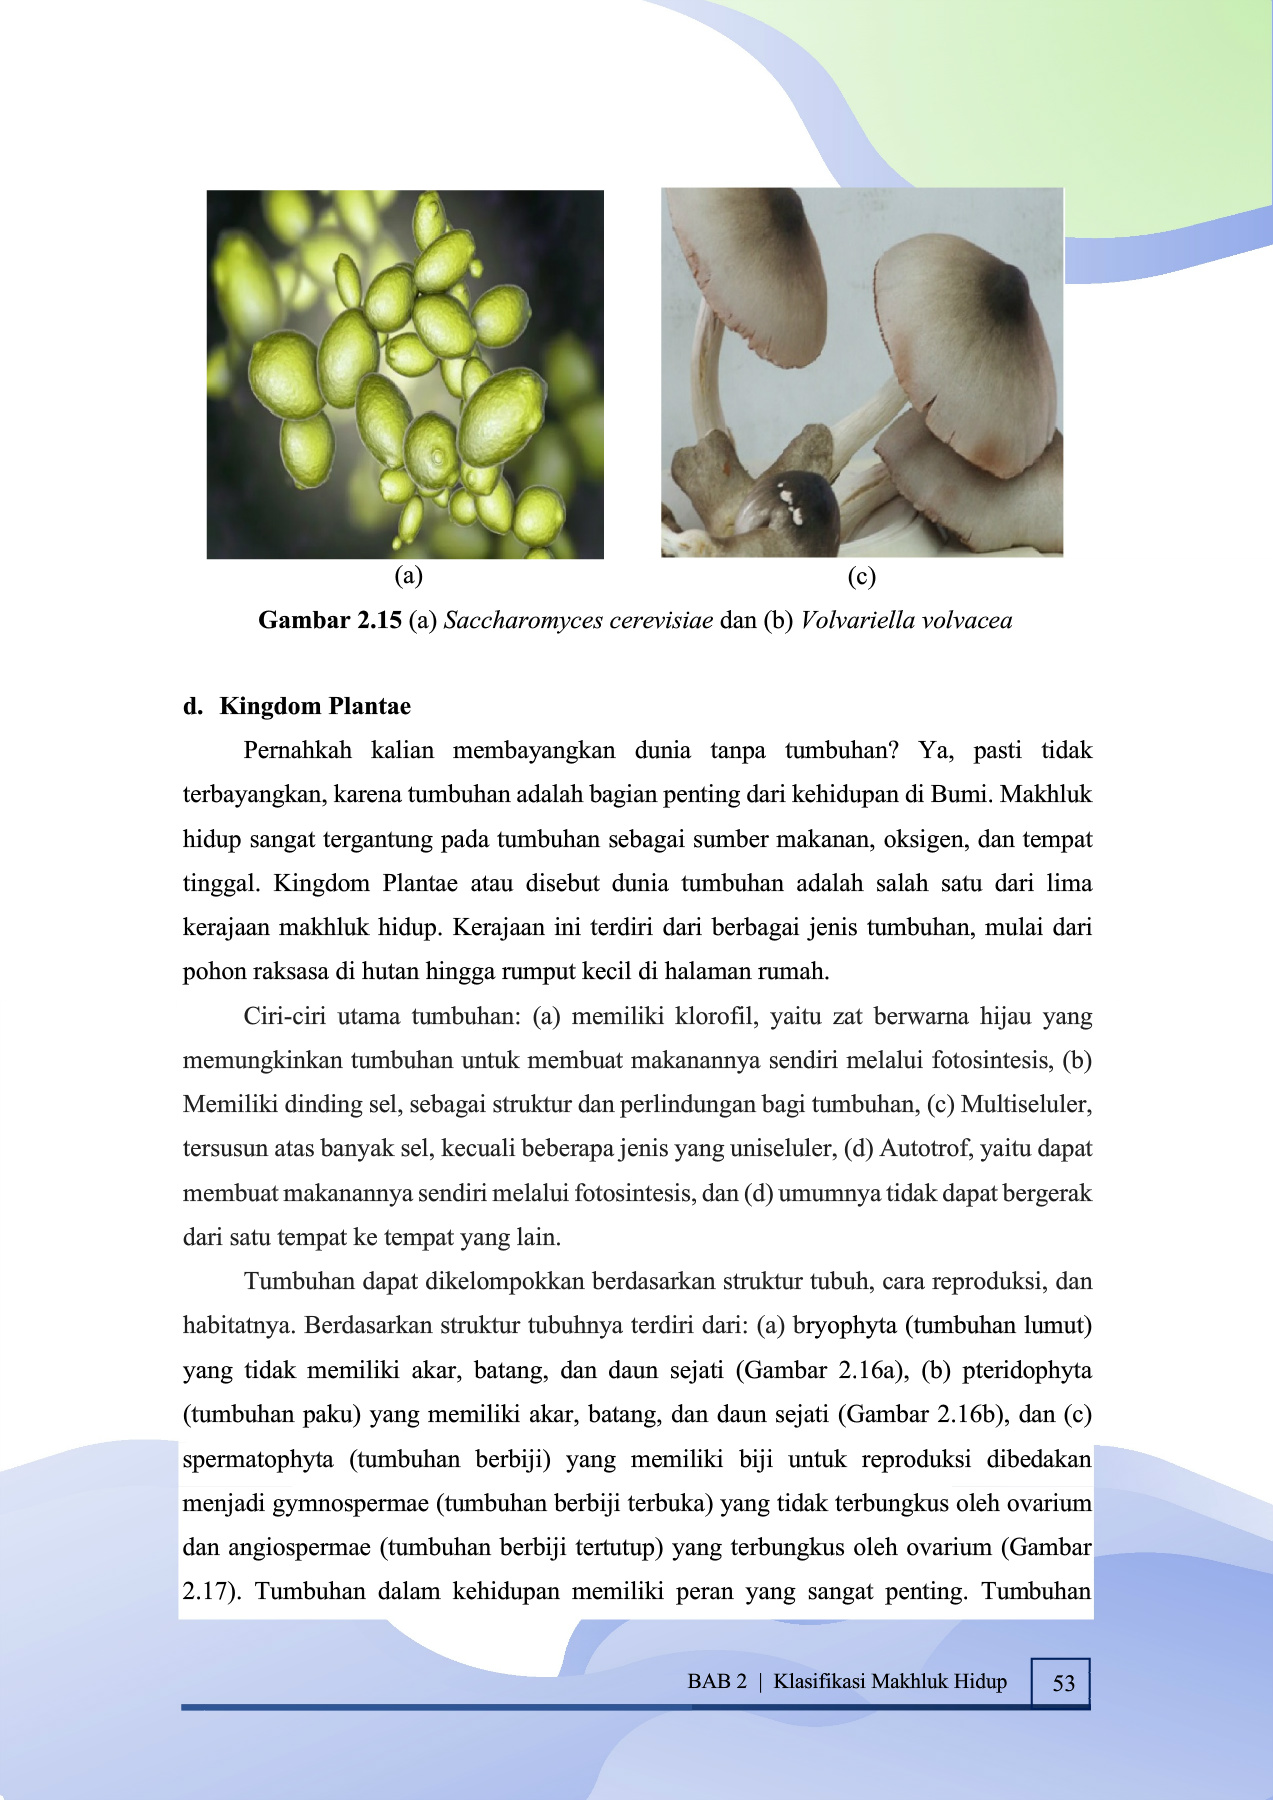 (a)
(c)
Gambar 2.15 (a) Saccharomyces cerevisiae dan (b) Volvariella volvacea
d. Kingdom Plantae
Pernahkah kalian membayangkan dunia tanpa tumbuhan? Ya, pasti tidak
terbayangkan, karena tumbuhan adalah bagian penting dari kehidupan di Bumi. Makhluk
hidup sangat tergantung pada tumbuhan sebagai sumber makanan, oksigen, dan tempat
tinggal. Kingdom Plantae atau disebut dunia tumbuhan adalah salah satu dari lima
kerajaan makhluk hidup. Kerajaan ini terdiri dari berbagai jenis tumbuhan, mulai dari
pohon raksasa di hutan hingga rumput kecil di halaman rumah.
Ciri-ciri utama tumbuhan: (a) memiliki klorofil, yaitu zat berwarna hijau yang
memungkinkan tumbuhan untuk membuat makanannya sendiri melalui fotosintesis, (b)
Memiliki dinding sel, sebagai struktur dan perlindungan bagi tumbuhan, (c) Multiseluler,
tersusun atas banyak sel, kecuali beberapa jenis yang uniseluler, (d) Autotrof, yaitu dapat
membuat makanannya sendiri melalui fotosintesis, dan (d) umumnya tidak dapat bergerak
dari satu tempat ke tempat yang lain.
Tumbuhan dapat dikelompokkan berdasarkan struktur tubuh, cara reproduksi, dan
habitatnya. Berdasarkan struktur tubuhnya terdiri dari: (a) bryophyta (tumbuhan lumut)
yang tidak memiliki akar, batang, dan daun sejati (Gambar 2.16a), (b) pteridophyta
(tumbuhan paku) yang memiliki akar, batang, dan daun sejati (Gambar 2.16b), dan (c)
spermatophyta (tumbuhan berbiji) yang memiliki biji untuk reproduksi dibedakan
menjadi gymnospermae (tumbuhan berbiji terbuka) yang tidak terbungkus oleh ovarium
dan angiospermae (tumbuhan berbiji tertutup) yang terbungkus oleh ovarium (Gambar
2.17). Tumbuhan dalam kehidupan memiliki peran yang sangat penting. Tumbuhan
BAB 2 | Klasifikasi Makhluk Hidup 53